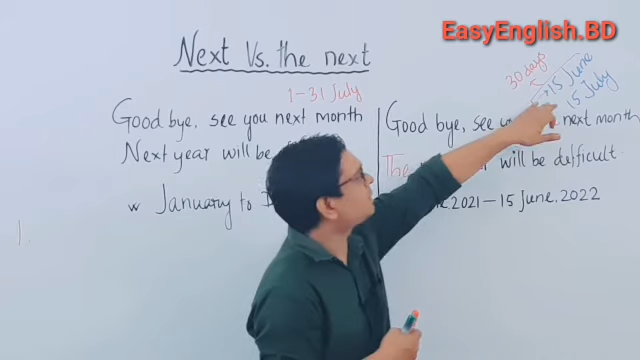 EasyEnglish.BD
Next Vs. the next
1-31 July
Good bye, see you next month
Next year will be
w January to
30 days
15 June
15 July
Good bye, see next month
The will be difficult.
2021 – 15 June, 2022
1.